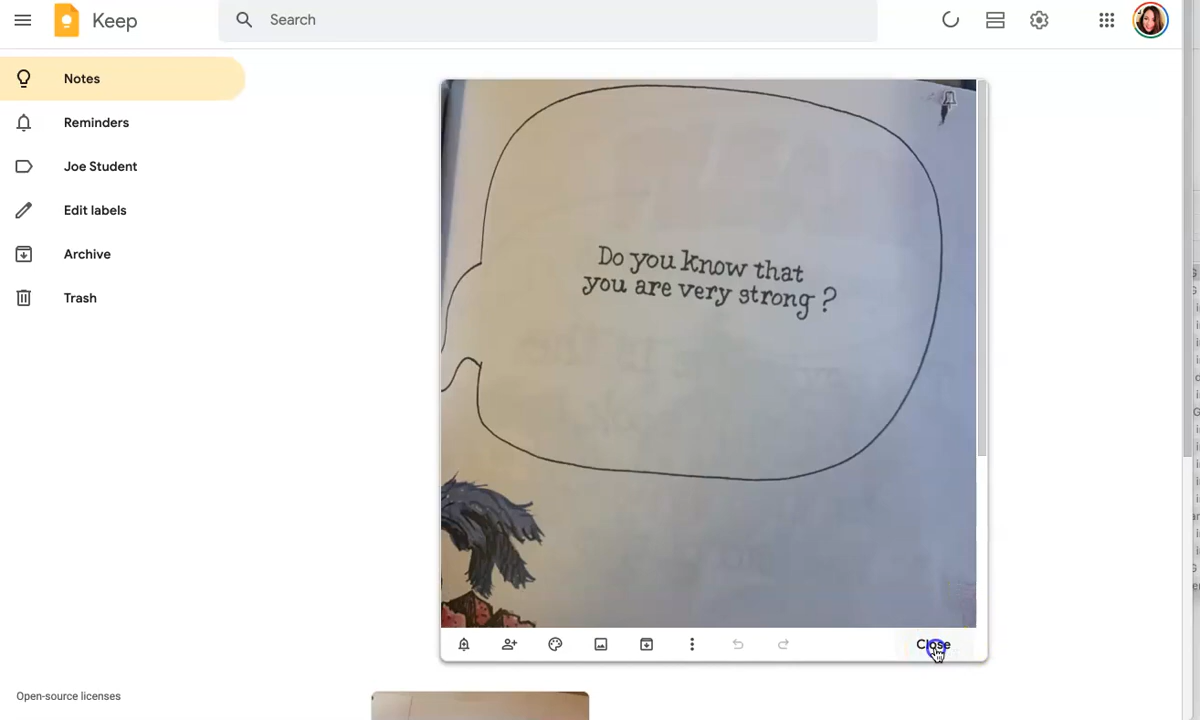 Keep
Search
Notes
Reminders
Joe Student
Edit labels
Archive
Trash
Do you know that
you are very strong ?
Close
Open-source licenses